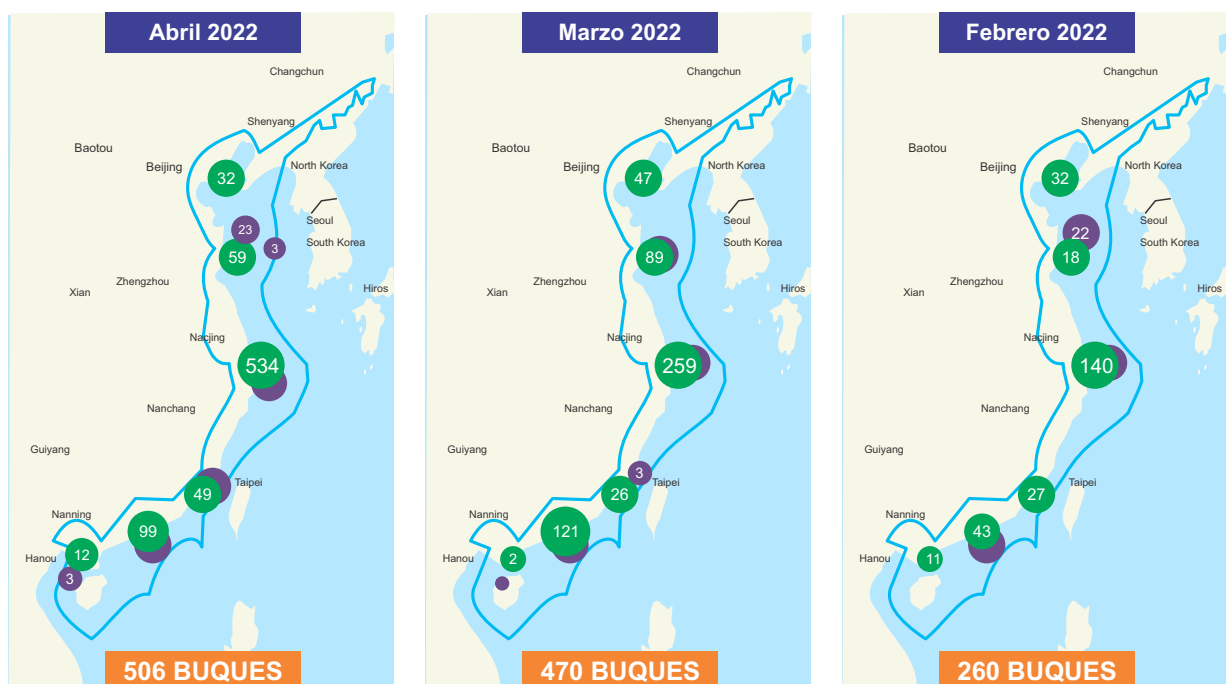 Abril 2022
Changchun
Shenyang
Baotou
Beijing
North Korea
32
23
Seoul
3
South Korea
59
Zhengzhou
Xian
Hiros
Nacjing
534
Nanchang
Guiyang
Taipei
49
Nanning
99
12
Hanou
3
506 BUQUES
Marzo 2022
Changchun
Shenyang
Baotou
Beijing
North Korea
47
Seoul
South Korea
89
Zhengzhou
Xian
Hiros
Nacjing
259
Nanchang
Guiyang
3
Taipei
26
Nanning
121
Hanou
2
470 BUQUES
Febrero 2022
Changchun
Shenyang
Baotou
Beijing
North Korea
32
Seoul
22
South Korea
18
Zhengzhou
Xian
Hiros
Nacjing
140
Nanchang
Guiyang
Taipei
27
Nanning
43
Hanou
11
260 BUQUES